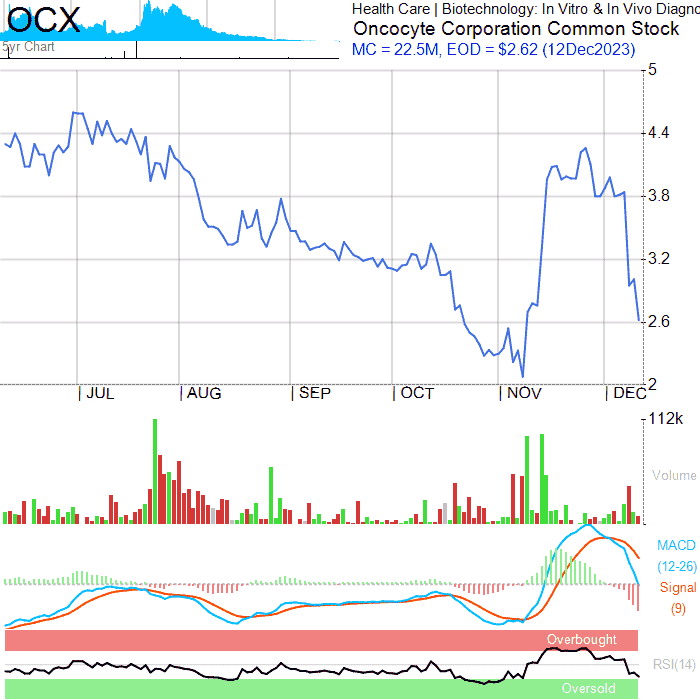 OCX
Health Care | Biotechnology: In Vitro & In Vivo Diagno
Oncocyte Corporation Common Stock
5yr Chart
MC = 22.5M, EOD = $2.62 (12Dec2023)
5
4.4
3.8
3.2
2.6
2
| JUL
| AUG
| SEP
| OCT
| NOV
| DEC
112k
Volume
MACD
(12-26)
Signal
(9)
Overbought
RSI(14)
Oversold